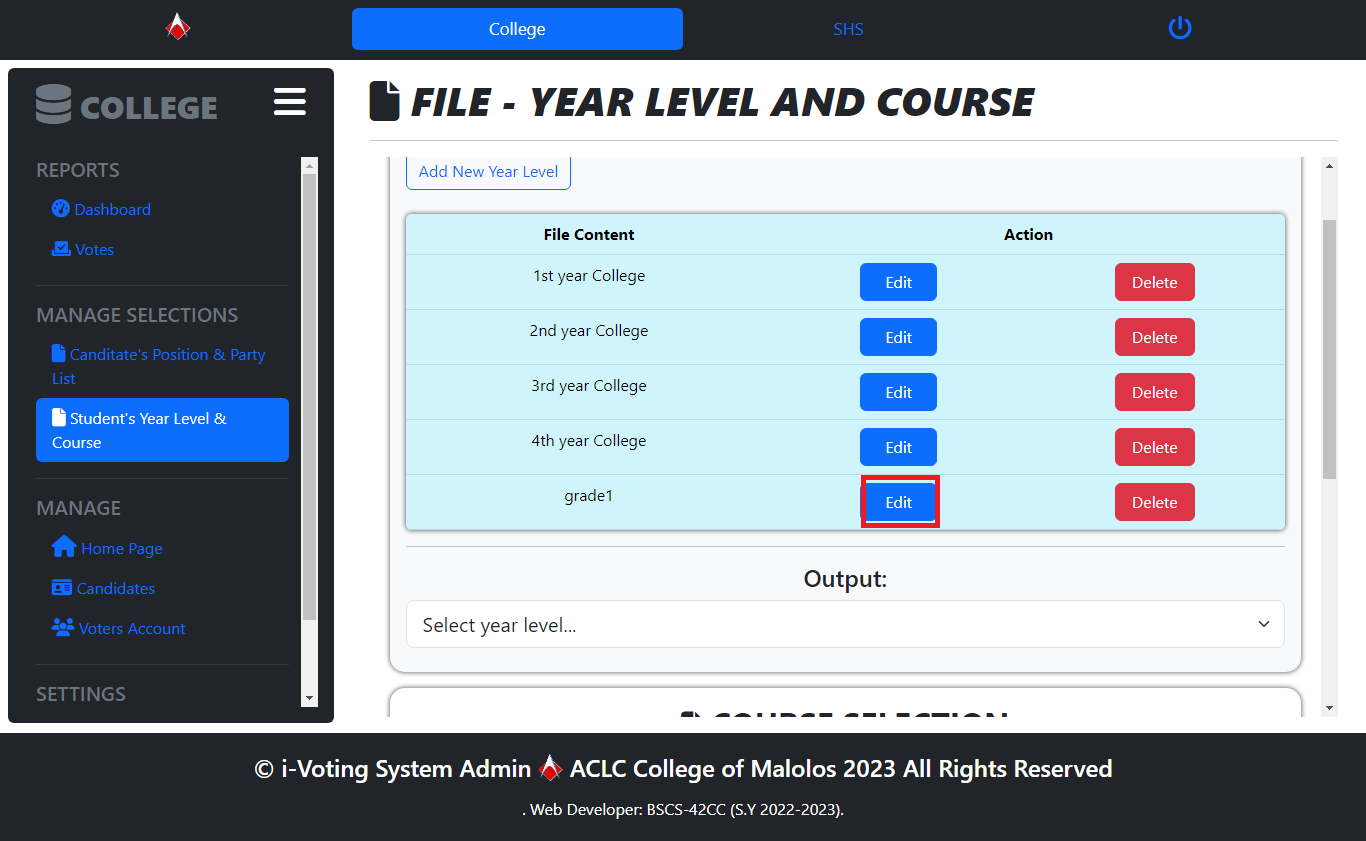 College
SHS
COLLEGE
REPORTS
Dashboard
Votes
MANAGE SELECTIONS
Canditate's Position & Party
List
Student's Year Level &
Course
MANAGE
Home Page
Candidates
Voters Account
SETTINGS
FILE - YEAR LEVEL AND COURSE
Add New Year Level
File Content Action
1st year College Edit Delete
2nd year College Edit Delete
3rd year College Edit Delete
4th year College Edit Delete
grade1 Edit Delete
Output:
Select year level...
COURSE SELECTION
© i-Voting System Admin ACLC College of Malolos 2023 All Rights Reserved
. Web Developer: BSCS-42CC (S.Y 2022-2023).